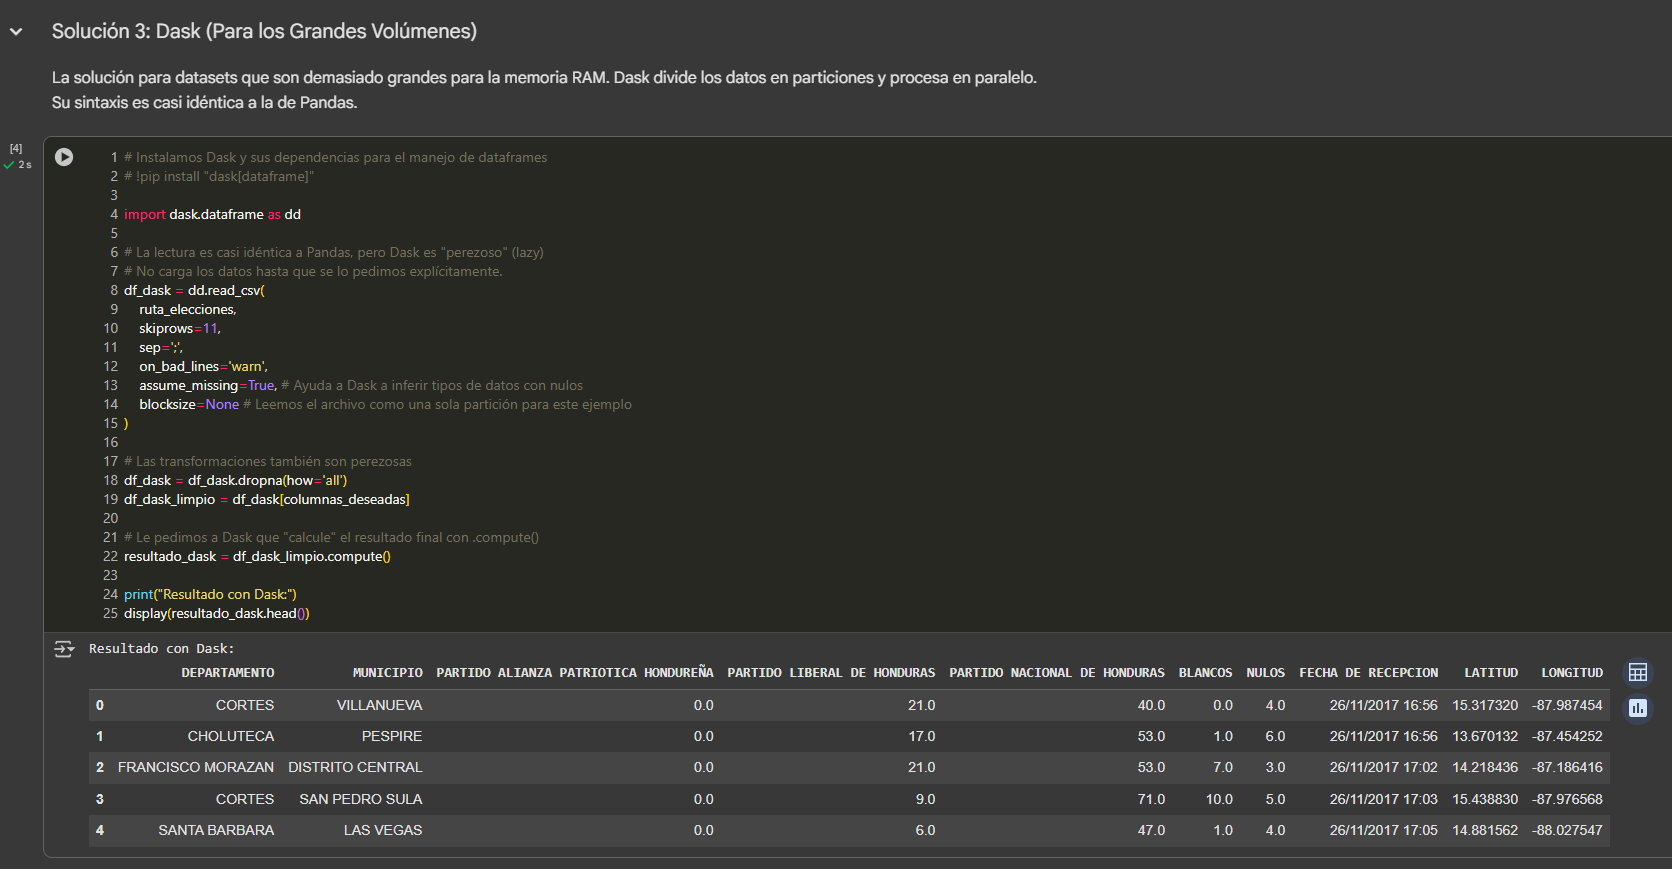 Solución 3: Dask (Para los Grandes Volúmenes)
La solución para datasets que son demasiado grandes para la memoria RAM. Dask divide los datos en particiones y procesa en paralelo.
Su sintaxis es casi idéntica a la de Pandas.
[4]
2 s
1 # Instalamos Dask y sus dependencias para el manejo de dataframes
2 # !pip install "dask[dataframe]"
3
4 import dask.dataframe as dd
5
6 # La lectura es casi idéntica a Pandas, pero Dask es "perezoso" (lazy)
7 # No carga los datos hasta que se lo pedimos explícitamente.
8 df_dask = dd.read_csv(
9     ruta_elecciones,
10     skiprows=11,
11     sep=';',
12     on_bad_lines='warn',
13     assume_missing=True, # Ayuda a Dask a inferir tipos de datos con nulos
14     blocksize=None # Leemos el archivo como una sola partición para este ejemplo
15 )
16
17 # Las transformaciones también son perezosas
18 df_dask = df_dask.dropna(how='all')
19 df_dask_limpio = df_dask[columnas_deseadas]
20
21 # Le pedimos a Dask que "calcule" el resultado final con .compute()
22 resultado_dask = df_dask_limpio.compute()
23
24 print("Resultado con Dask:")
25 display(resultado_dask.head())
Resultado con Dask:
DEPARTAMENTO MUNICIPIO PARTIDO ALIANZA PATRIOTICA HONDUREÑA PARTIDO LIBERAL DE HONDURAS PARTIDO NACIONAL DE HONDURAS BLANCOS NULOS FECHA DE RECEPCION LATITUD LONGITUD
0 CORTES VILLANUEVA 0.0 21.0 40.0 0.0 4.0 26/11/2017 16:56 15.317320 -87.987454
1 CHOLUTECA PESPIRE 0.0 17.0 53.0 1.0 6.0 26/11/2017 16:56 13.670132 -87.454252
2 FRANCISCO MORAZAN DISTRITO CENTRAL 0.0 21.0 53.0 7.0 3.0 26/11/2017 17:02 14.218436 -87.186416
3 CORTES SAN PEDRO SULA 0.0 9.0 71.0 10.0 5.0 26/11/2017 17:03 15.438830 -87.976568
4 SANTA BARBARA LAS VEGAS 0.0 6.0 47.0 1.0 4.0 26/11/2017 17:05 14.881562 -88.027547